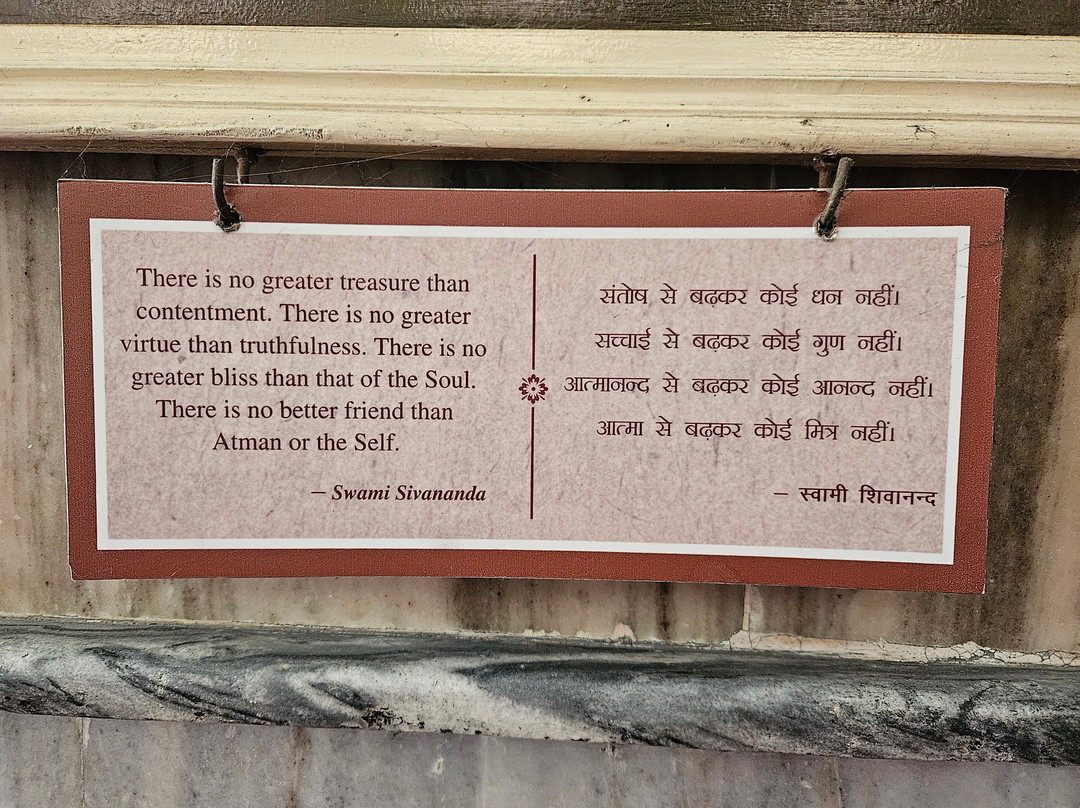 There is no greater treasure than
contentment. There is no greater
virtue than truthfulness. There is no
greater bliss than that of the Soul.
There is no better friend than
Atman or the Self.
— Swami Sivananda
संतोष से बढ़कर कोई धन नहीं।
सच्चाई से बढ़कर कोई गुण नहीं।
आत्मानन्द से बढ़कर कोई आनन्द नहीं।
आत्मा से बढ़कर कोई मित्र नहीं।
— स्वामी शिवानन्द